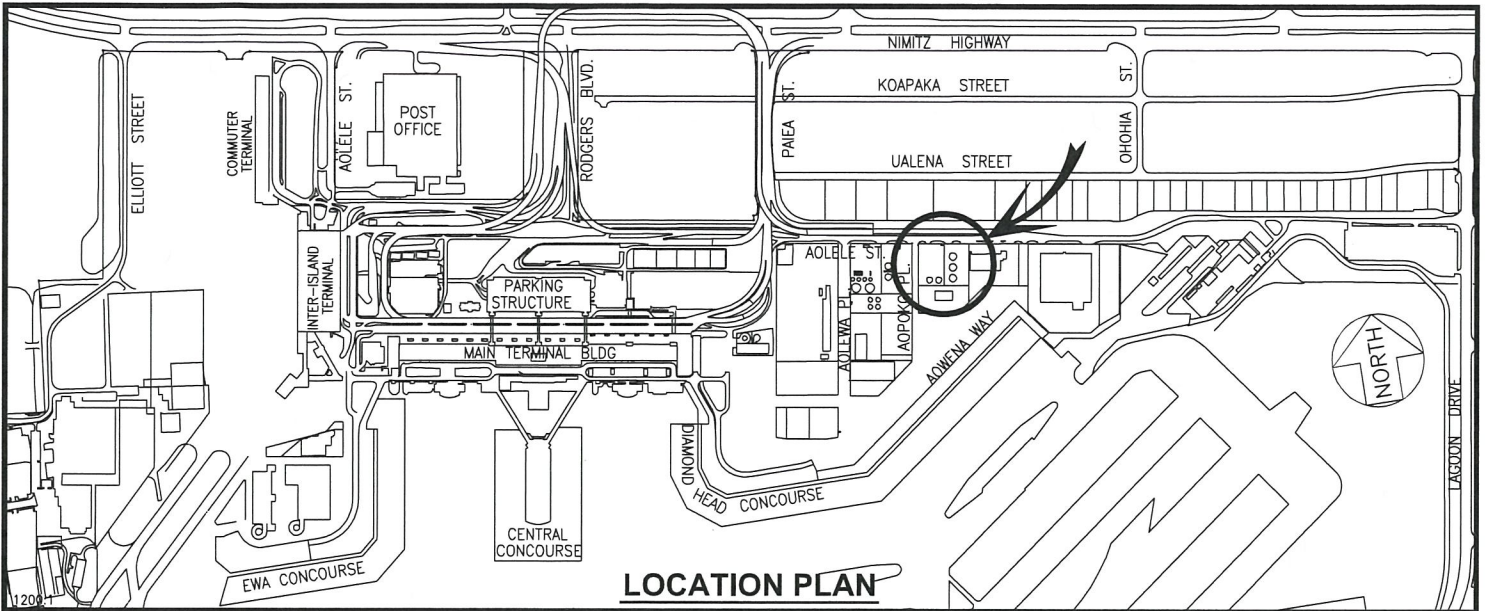 NIMITZ HIGHWAY
KOAPAKA STREET
UALENA STREET
ELLIOTT STREET
COMMUTER
TERMINAL
AOLELE ST.
POST
OFFICE
RODGERS BLVD.
PAIEA ST.
OHOHIA ST.
INTER-ISLAND
TERMINAL
PARKING
STRUCTURE
MAIN TERMINAL BLDG
AOLELE ST.
AOLEWA PL.
AOPOKO PL.
AOWENA WAY
NORTH
LAGOON DRIVE
DIAMOND
HEAD CONCOURSE
CENTRAL
CONCOURSE
EWA CONCOURSE
LOCATION PLAN